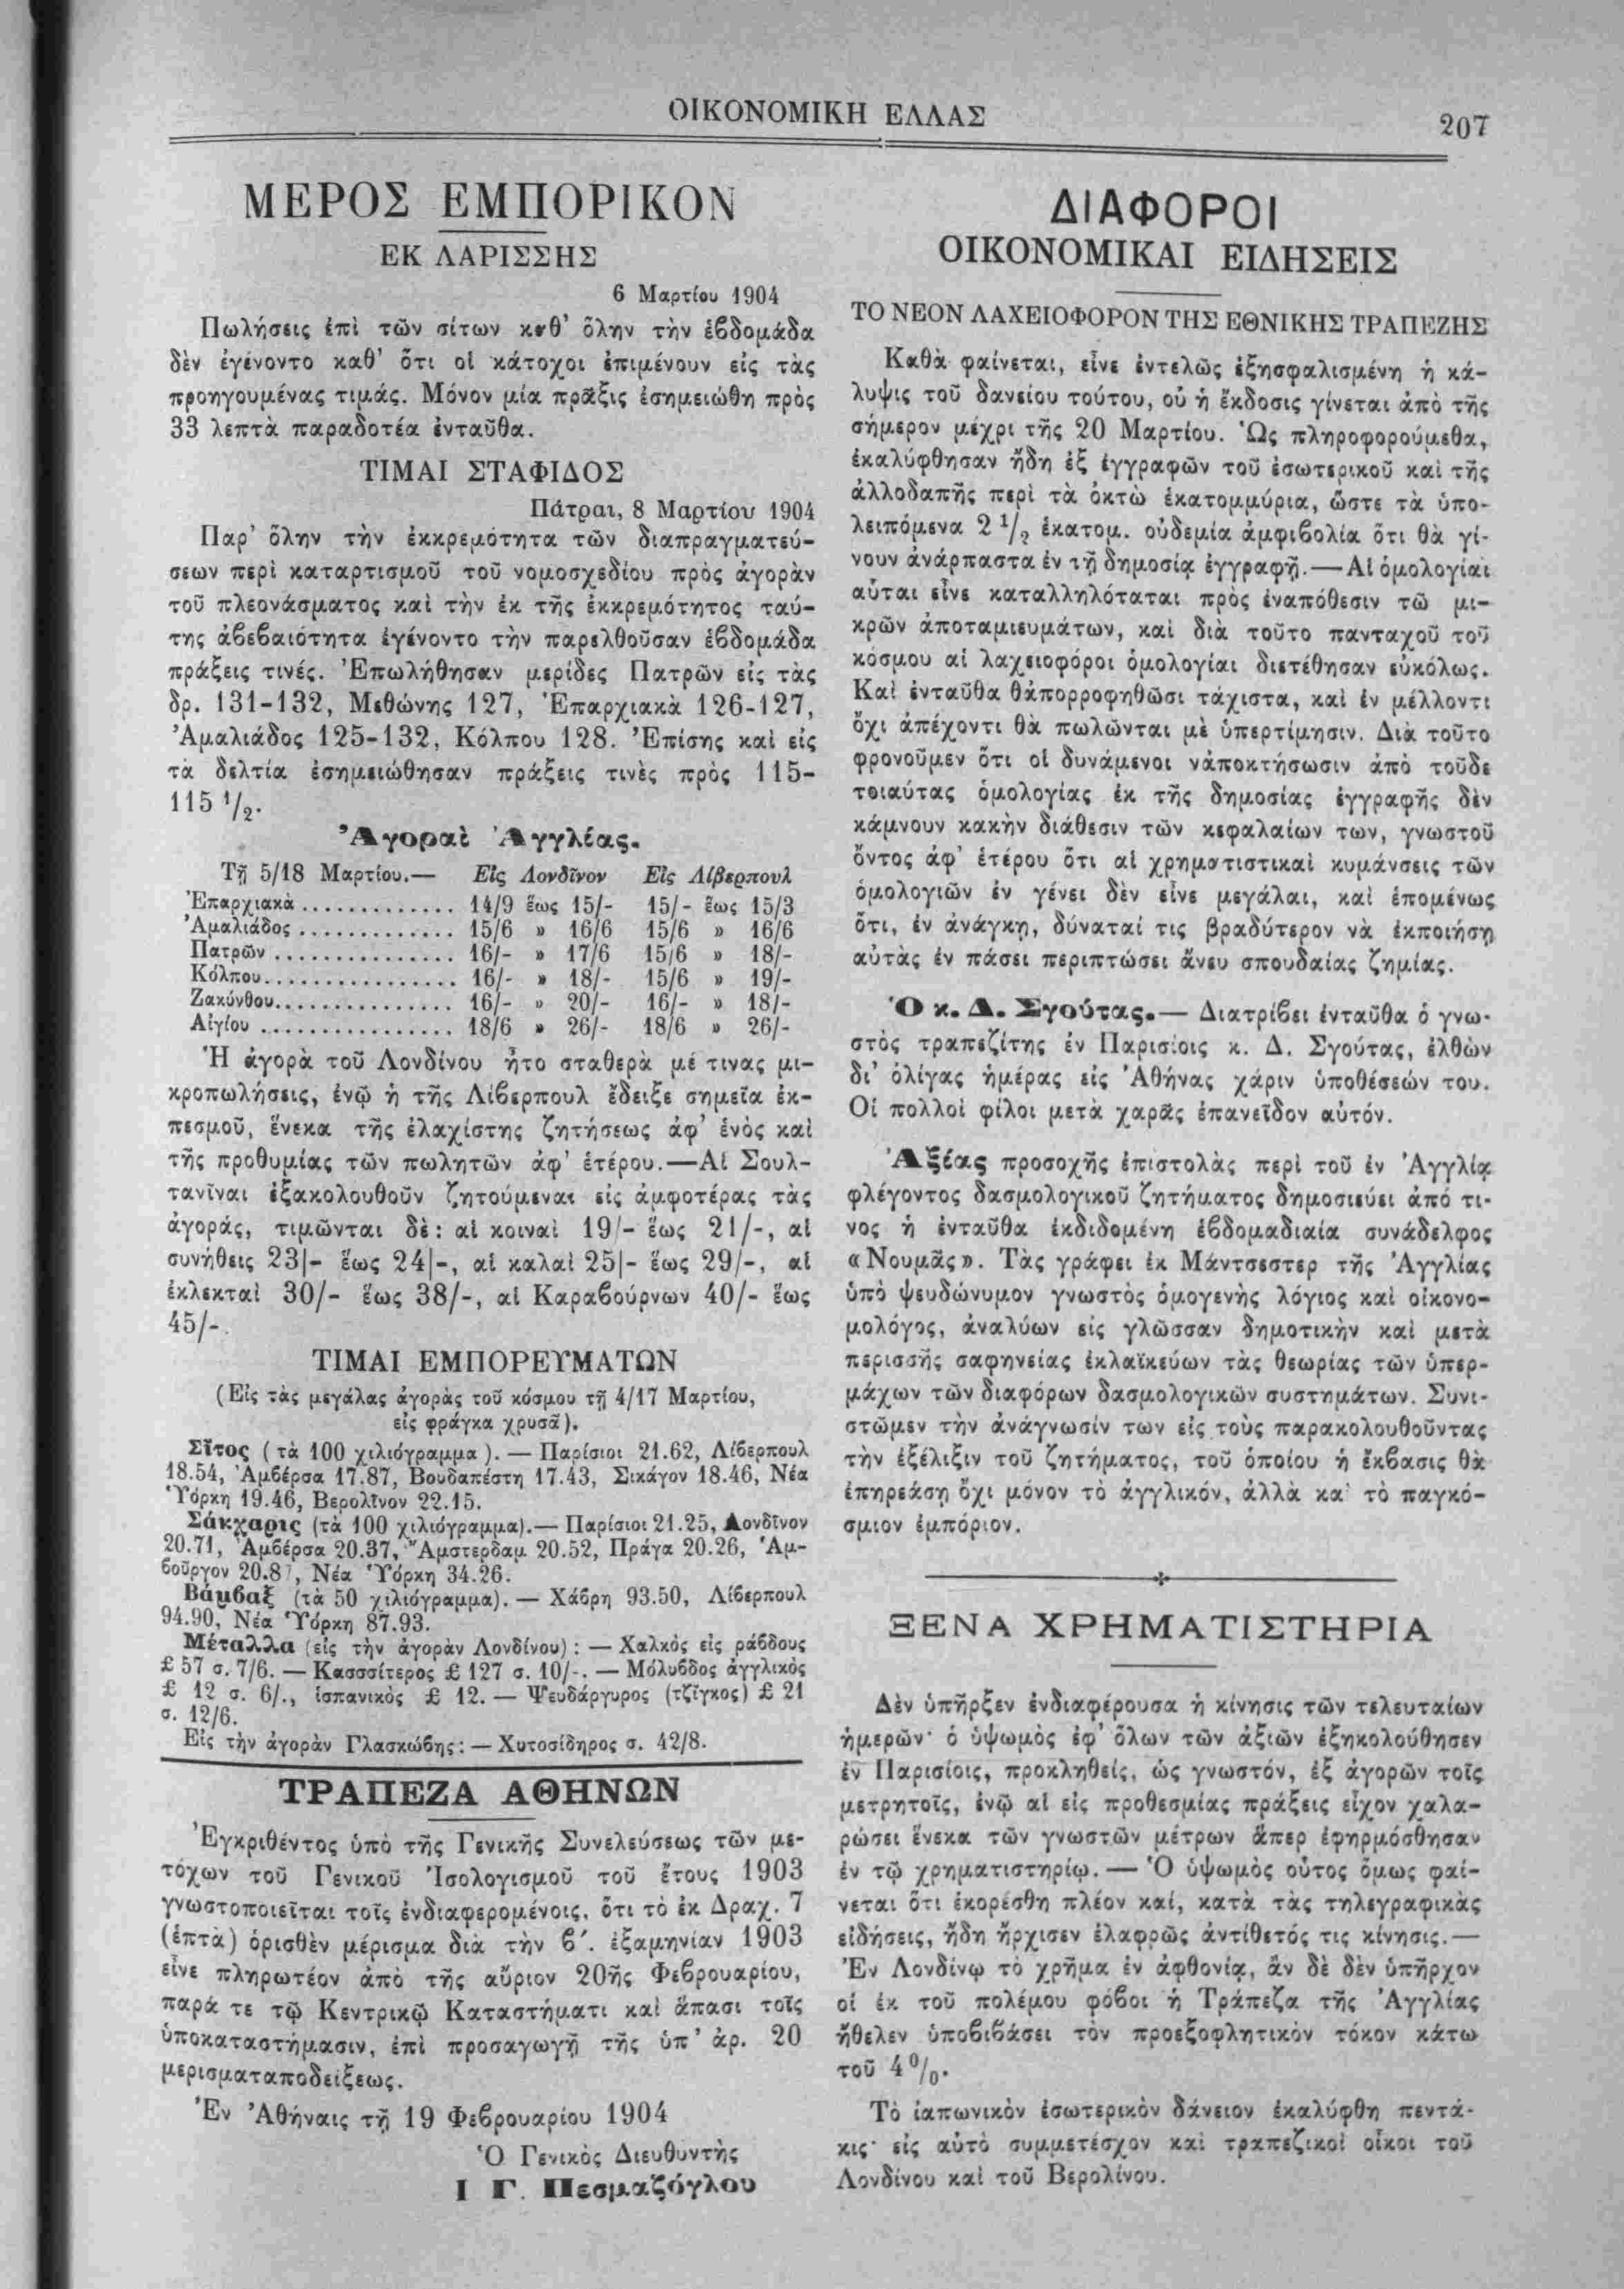 ΟΙΚΟΝΟΜΙΚΗ ΕΛΛΑΣ
207
ΜΕΡΟΣ ΕΜΠΟΡΙΚΟΝ
ΕΚ ΛΑΡΙΣΣΗΣ
6 Μαρτίου 1904
Πωλήσεις ἐπὶ τῶν σίτων καθ' ὅλην τὴν ἑβδομάδα
δὲν ἐγένοντο καθ' ὅτι οἱ κάτοχοι ἐπιμένουν εἰς τὰς
προηγουμένας τιμάς. Μόνον μία πρᾶξις ἐσημειώθη πρὸς
33 λεπτὰ παραδοτέα ἐνταῦθα.
ΤΙΜΑΙ ΣΤΑΦΙΔΟΣ
Πάτραι, 8 Μαρτίου 1904
Παρ' ὅλην τὴν ἐκκρεμότητα τῶν διαπραγματεύ-
σεων περὶ καταρτισμοῦ τοῦ νομοσχεδίου πρὸς ἀγορὰν
τοῦ πλεονάσματος καὶ τὴν ἐκ τῆς ἐκκρεμότητος ταύ-
της ἀβεβαιότητα ἐγένοντο τὴν παρελθοῦσαν ἑβδομάδα
πράξεις τινές. Ἐπωλήθησαν μερίδες Πατρῶν εἰς τὰς
δρ. 131-132, Μεθώνης 127, Ἐπαρχιακὰ 126-127,
Ἀμαλιάδος 125-132, Κόλπου 128. Ἐπίσης καὶ εἰς
τὰ δελτία ἐσημειώθησαν πράξεις τινὲς πρὸς 115-
115 1/2.
Ἀγοραὶ Ἀγγλίας.
Τῇ 5/18 Μαρτίου.— Εἰς Λονδῖνον Εἰς Λίβερπουλ
Ἐπαρχιακὰ .............. 14/9 ἕως 15/- 15/- ἕως 15/3
Ἀμαλιάδος .............. 15/6 » 16/6 15/6 » 16/6
Πατρῶν ................ 16/- » 17/6 15/6 » 18/-
Κόλπου................. 16/- » 18/- 15/6 » 19/-
Ζακύνθου............... 16/- » 20/- 16/- » 18/-
Αἰγίου ................. 18/6 » 26/- 18/6 » 26/-
Ἡ ἀγορὰ τοῦ Λονδίνου ἦτο σταθερὰ μέ τινας μι-
κροπωλήσεις, ἐνῷ ἡ τῆς Λίβερπουλ ἔδειξε σημεῖα ἐκ-
πεσμοῦ, ἕνεκα τῆς ἐλαχίστης ζητήσεως ἀφ' ἑνὸς καὶ
τῆς προθυμίας τῶν πωλητῶν ἀφ' ἑτέρου.—Αἱ Σουλ-
τανῖναι ἐξακολουθοῦν ζητούμεναι εἰς ἀμφοτέρας τὰς
ἀγοράς, τιμῶνται δὲ: αἱ κοιναὶ 19/- ἕως 21/-, αἱ
συνήθεις 23|- ἕως 24|-, αἱ καλαὶ 25|- ἕως 29/-, αἱ
ἐκλεκταὶ 30/- ἕως 38/-, αἱ Καραβούρνων 40/- ἕως
45/-.
ΤΙΜΑΙ ΕΜΠΟΡΕΥΜΑΤΩΝ
(Εἰς τὰς μεγάλας ἀγορὰς τοῦ κόσμου τῇ 4/17 Μαρτίου,
εἰς φράγκα χρυσᾶ).
Σῖτος (τὰ 100 χιλιόγραμμα). — Παρίσιοι 21.62, Λίβερπουλ
18.54, Ἀμβέρσα 17.87, Βουδαπέστη 17.43, Σικάγον 18.46, Νέα
Ὑόρκη 19.46, Βερολῖνον 22.15.
Σάκχαρις (τὰ 100 χιλιόγραμμα).— Παρίσιοι 21.25, Λονδῖνον
20.71, Ἀμβέρσα 20.37, Ἄμστερδαμ 20.52, Πράγα 20.26, Ἀμ-
βοῦργον Νέα Ὑόρκη 34.26.
Βάμβαξ (τὰ 50 χιλιόγραμμα). — Χάβρη 93.50, Λίβερπουλ
94.90, Νέα Ὑόρκη 87.93.
Μέταλλα (εἰς τὴν ἀγορὰν Λονδίνου) : — Χαλκὸς εἰς ράβδους
£ 57 σ. 7/6. — Κασσσίτερος £ 127 σ. 10/-. — Μόλυβδος ἀγγλικὸς
£ 12 σ. 6/., ἱσπανικὸς £ 12. — Ψευδάργυρος (τζίγκος) £ 21
σ. 12/6.
Εἰς τὴν ἀγορὰν Γλασκώβης: — Χυτοσίδηρος σ. 42/8.
ΤΡΑΠΕΖΑ ΑΘΗΝΩΝ
Ἐγκριθέντος ὑπὸ τῆς Γενικῆς Συνελεύσεως τῶν με-
τόχων τοῦ Γενικοῦ Ἰσολογισμοῦ τοῦ ἔτους 1903
γνωστοποιεῖται τοῖς ἐνδιαφερομένοις, ὅτι τὸ ἐκ Δραχ. 7
(ἑπτὰ) ὁρισθὲν μέρισμα διὰ τὴν β΄. ἑξαμηνίαν 1903
εἶνε πληρωτέον ἀπὸ τῆς αὔριον 20ῆς Φεβρουαρίου,
παρά τε τῷ Κεντρικῷ Καταστήματι καὶ ἅπασι τοῖς
ὑποκαταστήμασιν, ἐπὶ προσαγωγῇ τῆς ὑπ' ἀρ. 20
μερισματαποδείξεως.
Ἐν Ἀθήναις τῇ 19 Φεβρουαρίου 1904
Ὁ Γενικὸς Διευθυντὴς
Ι Γ. Πεσμαζόγλου
ΔΙΑΦΟΡΟΙ
ΟΙΚΟΝΟΜΙΚΑΙ ΕΙΔΗΣΕΙΣ
ΤΟ ΝΕΟΝ ΛΑΧΕΙΟΦΟΡΟΝ ΤΗΣ ΕΘΝΙΚΗΣ ΤΡΑΠΕΖΗΣ
Καθὰ φαίνεται, εἶνε ἐντελῶς ἐξησφαλισμένη ἡ κά-
λυψις τοῦ δανείου τούτου, οὗ ἡ ἔκδοσις γίνεται ἀπὸ τῆς
σήμερον μέχρι τῆς 20 Μαρτίου. Ὡς πληροφορούμεθα,
ἐκαλύφθησαν ἤδη ἐξ ἐγγραφῶν τοῦ ἐσωτερικοῦ καὶ τῆς
ἀλλοδαπῆς περὶ τὰ ὀκτὼ ἑκατομμύρια, ὥστε τὰ ὑπο-
λειπόμενα 2 1/2 ἑκατομ. οὐδεμία ἀμφιβολία ὅτι θὰ γί-
νουν ἀνάρπαστα ἐν τῇ δημοσίᾳ ἐγγραφῇ.—Αἱ ὁμολογίαι
αὗται εἶνε καταλληλόταται πρὸς ἐναπόθεσιν τῶ μι-
κρῶν ἀποταμιευμάτων, καὶ διὰ τοῦτο πανταχοῦ τοῦ
κόσμου αἱ λαχειοφόροι ὁμολογίαι διετέθησαν εὐκόλως.
Καὶ ἐνταῦθα θἀπορροφηθῶσι τάχιστα, καὶ ἐν μέλλοντι
ὄχι ἀπέχοντι θὰ πωλῶνται μὲ ὑπερτίμησιν. Διὰ τοῦτο
φρονοῦμεν ὅτι οἱ δυνάμενοι νἀποκτήσωσιν ἀπὸ τοῦδε
τοιαύτας ὁμολογίας ἐκ τῆς δημοσίας ἐγγραφῆς δὲν
κάμνουν κακὴν διάθεσιν τῶν κεφαλαίων των, γνωστοῦ
ὄντος ἀφ' ἑτέρου ὅτι αἱ χρηματιστικαὶ κυμάνσεις τῶν
ὁμολογιῶν ἐν γένει δὲν εἶνε μεγάλαι, καὶ ἑπομένως
ὅτι, ἐν ἀνάγκῃ, δύναταί τις βραδύτερον νὰ ἐκποιήσῃ
αὐτὰς ἐν πάσει περιπτώσει ἄνευ σπουδαίας ζημίας.
Ὁ κ. Δ. Σγούτας.— Διατρίβει ἐνταῦθα ὁ γνω-
στὸς τραπεζίτης ἐν Παρισίοις κ. Δ. Σγούτας, ἐλθὼν
δι' ὀλίγας ἡμέρας εἰς Ἀθήνας χάριν ὑποθέσεών του.
Οἱ πολλοὶ φίλοι μετὰ χαρᾶς ἐπανεῖδον αὐτόν.
Ἀξίας προσοχῆς ἐπιστολὰς περὶ τοῦ ἐν Ἀγγλίᾳ
φλέγοντος δασμολογικοῦ ζητήματος δημοσιεύει ἀπό τι-
νος ἡ ἐνταῦθα ἐκδιδομένη ἑβδομαδιαία συνάδελφος
«Νουμᾶς». Τὰς γράφει ἐκ Μάντσεστερ τῆς Ἀγγλίας
ὑπὸ ψευδώνυμον γνωστὸς ὁμογενὴς λόγιος καὶ οἰκονο-
μολόγος, ἀναλύων εἰς γλῶσσαν δημοτικὴν καὶ μετὰ
περισσῆς σαφηνείας ἐκλαϊκεύων τὰς θεωρίας τῶν ὑπερ-
μάχων τῶν διαφόρων δασμολογικῶν συστημάτων. Συνι-
στῶμεν τὴν ἀνάγνωσίν των εἰς τοὺς παρακολουθοῦντας
τὴν ἐξέλιξιν τοῦ ζητήματος, τοῦ ὁποίου ἡ ἔκβασις θὰ
ἐπηρεάσῃ ὄχι μόνον τὸ ἀγγλικόν, ἀλλὰ κα' τὸ παγκό-
σμιον ἐμπόριον.
ΞΕΝΑ ΧΡΗΜΑΤΙΣΤΗΡΙΑ
Δὲν ὑπῆρξεν ἐνδιαφέρουσα ἡ κίνησις τῶν τελευταίων
ἡμερῶν· ὁ ὑψωμὸς ἐφ' ὅλων τῶν ἀξιῶν ἐξηκολούθησεν
ἐν Παρισίοις, προκληθείς, ὡς γνωστόν, ἐξ ἀγορῶν τοῖς
μετρητοῖς, ἐνῷ αἱ εἰς προθεσμίας πράξεις εἶχον χαλα-
ρώσει ἕνεκα τῶν γνωστῶν μέτρων ἅπερ ἐφηρμόσθησαν
ἐν τῷ χρηματιστηρίῳ. — Ὁ ὑψωμὸς οὗτος ὅμως φαί-
νεται ὅτι ἐκορέσθη πλέον καί, κατὰ τὰς τηλεγραφικὰς
εἰδήσεις, ἤδη ἤρχισεν ἐλαφρῶς ἀντίθετός τις κίνησις.—
Ἐν Λονδίνῳ τὸ χρῆμα ἐν ἀφθονίᾳ, ἂν δὲ δὲν ὑπῆρχον
οἱ ἐκ τοῦ πολέμου φόβοι ἡ Τράπεζα τῆς Ἀγγλίας
ἤθελεν ὑποβιβάσει τὸν προεξοφλητικὸν τόκον κάτω
τοῦ 4 0/0.
Τὸ ἰαπωνικὸν ἐσωτερικὸν δάνειον ἐκαλύφθη πεντά-
κις· εἰς αὐτὸ συμμετέσχον καὶ τραπεζικοὶ οἶκοι τοῦ
Λονδίνου καὶ τοῦ Βερολίνου.